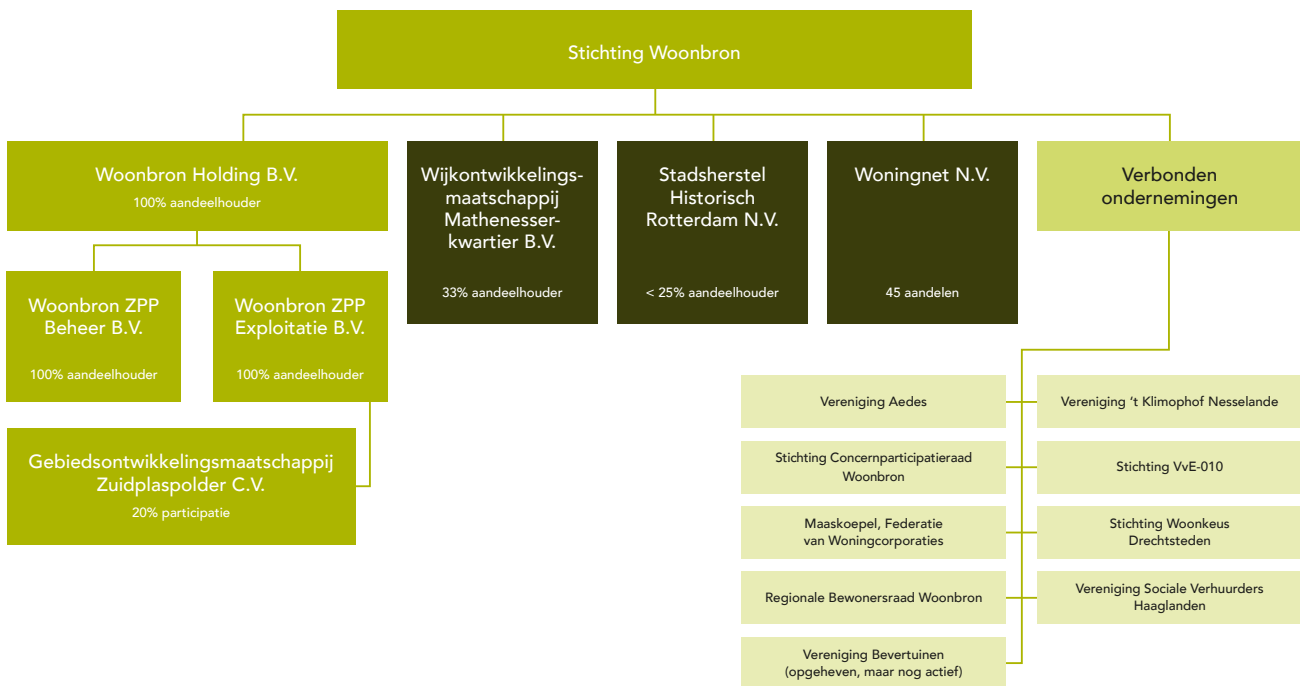 Stichting Woonbron
Woonbron Holding B.V.
100% aandeelhouder
Wijkontwikkelings-
maatschappij
Mathenesser-
kwartier B.V.
33% aandeelhouder
Stadsherstel
Historisch
Rotterdam N.V.
< 25% aandeelhouder
Woningnet N.V.
45 aandelen
Verbonden
ondernemingen
Woonbron ZPP
Beheer B.V.
100% aandeelhouder
Woonbron ZPP
Exploitatie B.V.
100% aandeelhouder
Gebiedsontwikkelingsmaatschappij
Zuidplaspolder C.V.
20% participatie
Vereniging Aedes
Vereniging ‘t Klimophof Nesselande
Stichting Concernparticipatieraad
Woonbron
Stichting VvE-010
Maaskoepel, Federatie
van Woningcorporaties
Stichting Woonkeus
Drechtsteden
Regionale Bewonersraad Woonbron
Vereniging Sociale Verhuurders
Haaglanden
Vereniging Bevertuinen
(opgeheven, maar nog actief)